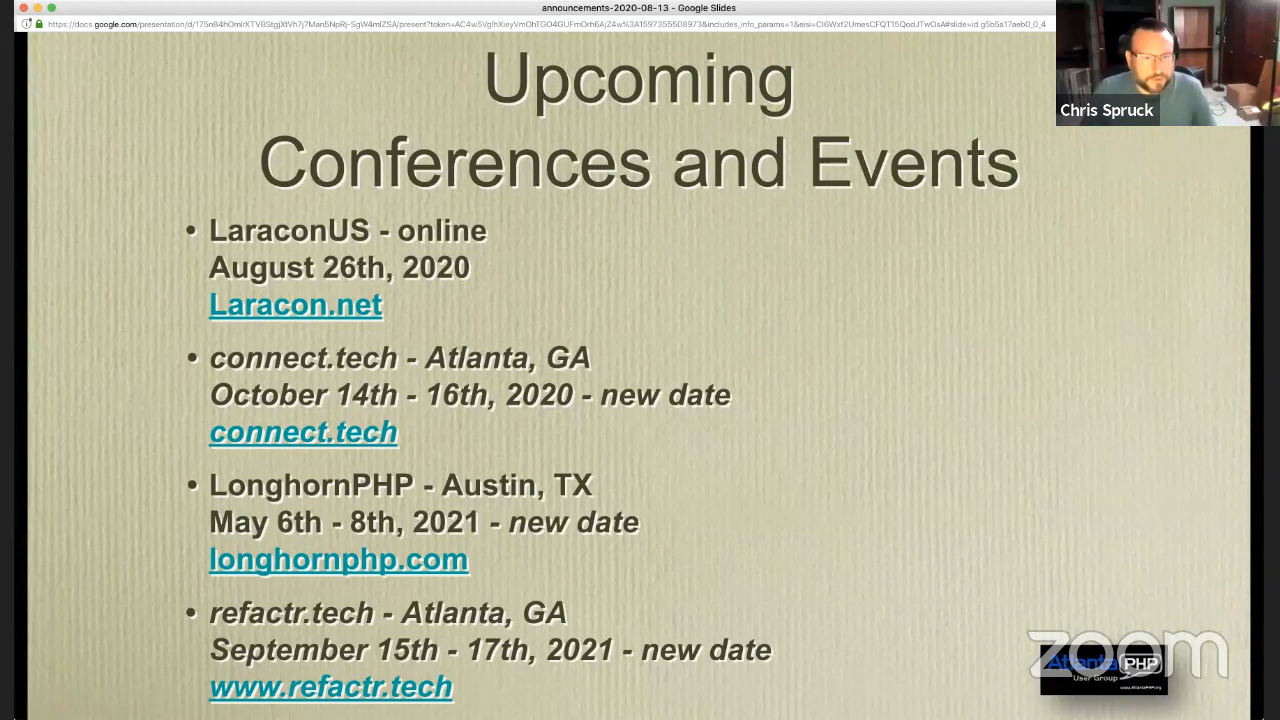 announcements-2020-08-13 - Google Slides
Chris Spruck
Upcoming
Conferences and Events
• LaraconUS - online
August 26th, 2020
Laracon.net
• connect.tech - Atlanta, GA
October 14th - 16th, 2020 - new date
connect.tech
• LonghornPHP - Austin, TX
May 6th - 8th, 2021 - new date
longhornphp.com
• refactr.tech - Atlanta, GA
September 15th - 17th, 2021 - new date
www.refactr.tech
zoom
Atlanta PHP
User Group
www.AtlantaPHP.org